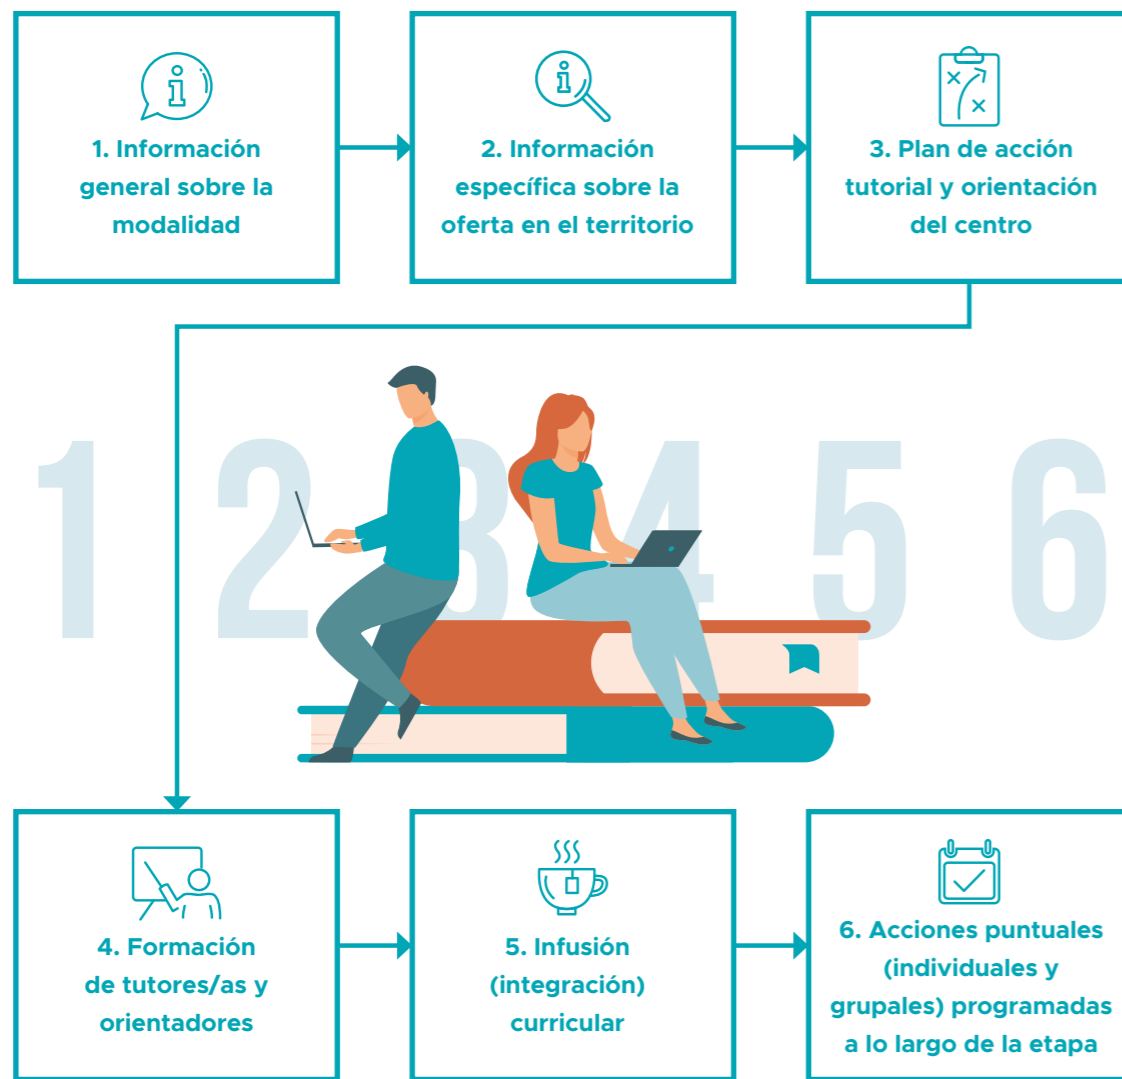 1. Información
general sobre la
modalidad
2. Información
específica sobre la
oferta en el territorio
3. Plan de acción
tutorial y orientación
del centro
1 2 3 4 5 6
4. Formación
de tutores/as y
orientadores
5. Infusión
(integración)
curricular
6. Acciones puntuales
(individuales y
grupales) programadas
a lo largo de la etapa